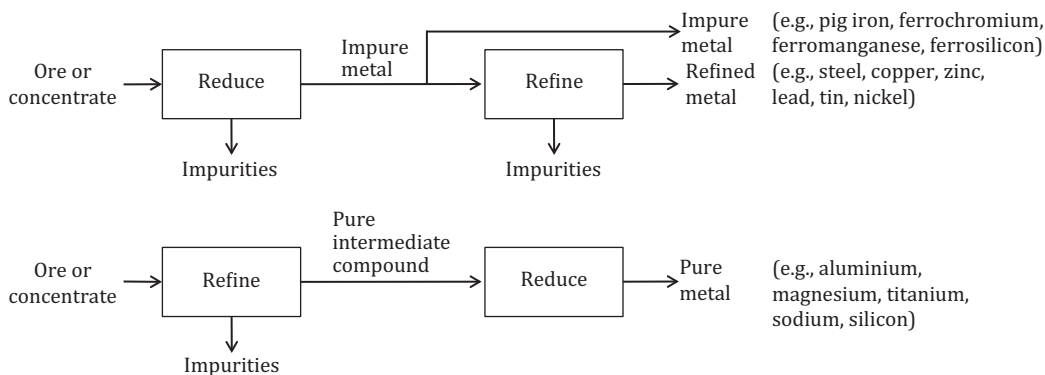 Ore or
concentrate
Reduce
Impurities
Impure
metal
Refine
Impurities
Impure
metal
(e.g., pig iron, ferrochromium,
ferromanganese, ferrosilicon)
Refined
metal
(e.g., steel, copper, zinc,
lead, tin, nickel)
Ore or
concentrate
Refine
Impurities
Pure
intermediate
compound
Reduce
Pure
metal
(e.g., aluminium,
magnesium, titanium,
sodium, silicon)